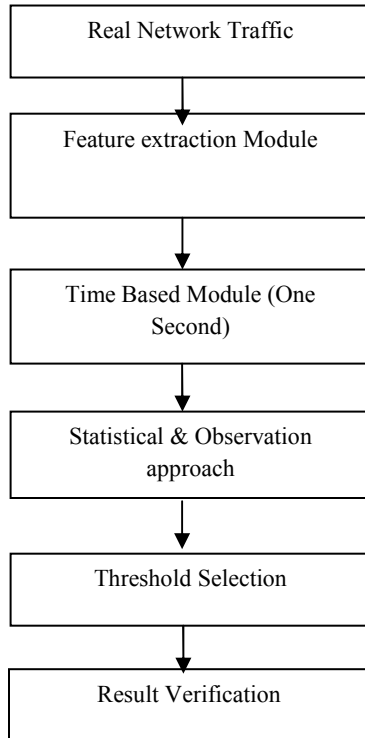 Real Network Traffic
Feature extraction Module
Time Based Module (One
Second)
Statistical & Observation
approach
Threshold Selection
Result Verification